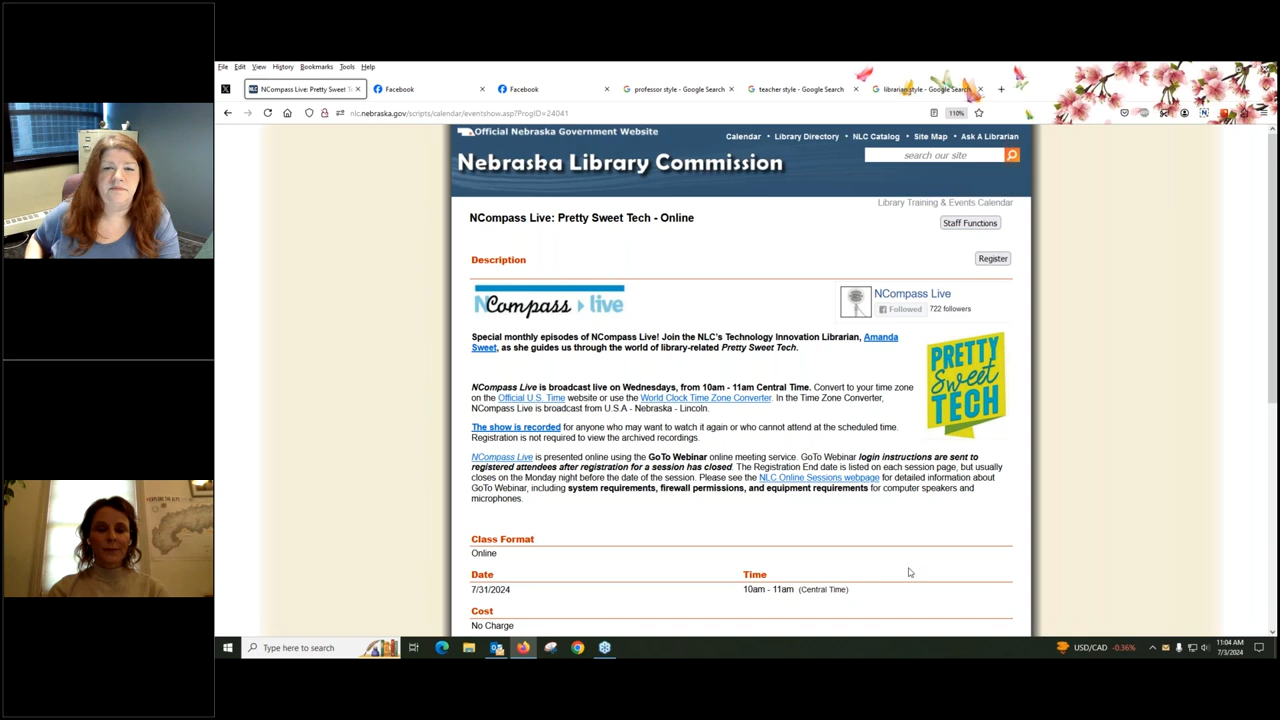 File Edit View History Bookmarks Tools Help
NCompass Live: Pretty Sweet T
Facebook
Facebook
professor style - Google Search
teacher style - Google Search
librarian style - Google Search
nlc.nebraska.gov/scripts/calendar/eventshow.asp?ProgID=24041
110%
Official Nebraska Government Website
Calendar • Library Directory • NLC Catalog • Site Map • Ask A Librarian
Nebraska Library Commission
search our site
Library Training & Events Calendar
NCompass Live: Pretty Sweet Tech - Online
Staff Functions
Description
Register
NCompass live
NCompass Live
Followed 722 followers
Special monthly episodes of NCompass Live! Join the NLC's Technology Innovation Librarian, Amanda
Sweet, as she guides us through the world of library-related Pretty Sweet Tech.
PRETTY
Sweet
TECH
NCompass Live is broadcast live on Wednesdays, from 10am - 11am Central Time. Convert to your time zone
on the Official U.S. Time website or use the World Clock Time Zone Converter. In the Time Zone Converter,
NCompass Live is broadcast from U.S.A - Nebraska - Lincoln.
The show is recorded for anyone who may want to watch it again or who cannot attend at the scheduled time.
Registration is not required to view the archived recordings.
NCompass Live is presented online using the GoTo Webinar online meeting service. GoTo Webinar login instructions are sent to
registered attendees after registration for a session has closed. The Registration End date is listed on each session page, but usually
closes on the Monday night before the date of the session. Please see the NLC Online Sessions webpage for detailed information about
GoTo Webinar, including system requirements, firewall permissions, and equipment requirements for computer speakers and
microphones.
Class Format
Online
Date Time
7/31/2024 10am - 11am (Central Time)
Cost
No Charge
Type here to search
USD/CAD -0.36%
11:04 AM
7/3/2024